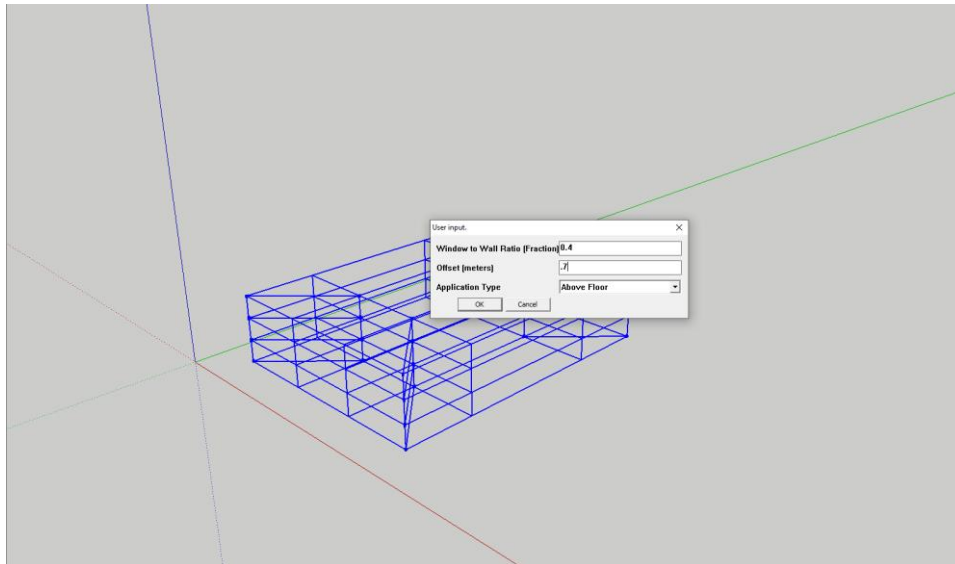 User input.
Window to Wall Ratio (Fraction) 0.4
Offset (meters) .7
Application Type Above Floor
OK Cancel